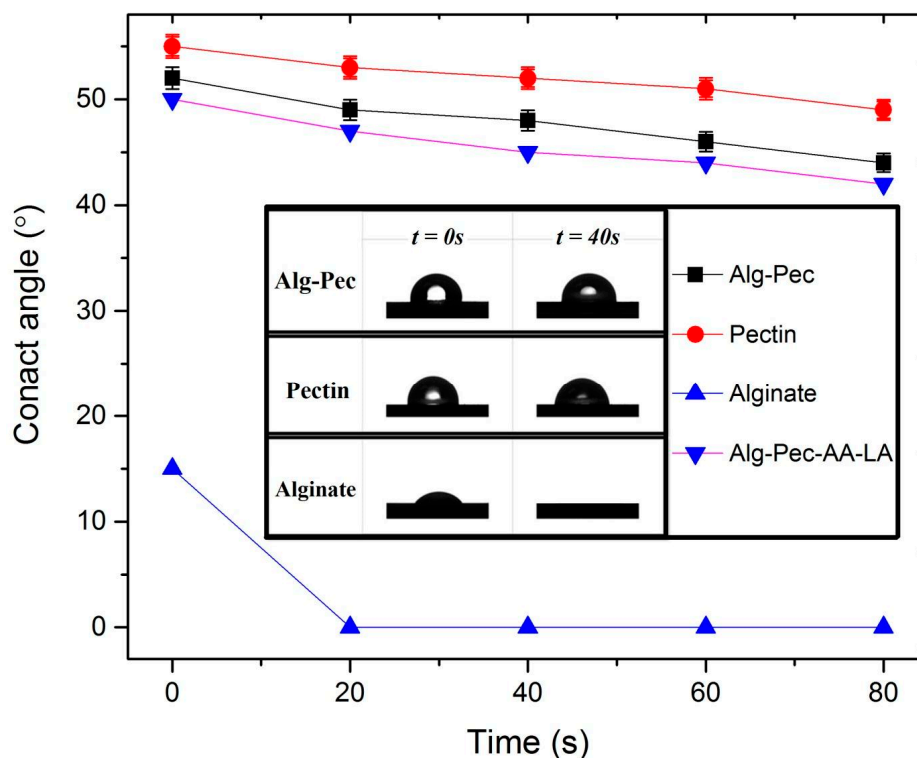 Conact angle (°)
50
40
30
20
10
0
t = 0s t = 40s
Alg-Pec
Pectin
Alginate
Alg-Pec
Pectin
Alginate
Alg-Pec-AA-LA
0 20 40 60 80
Time (s)